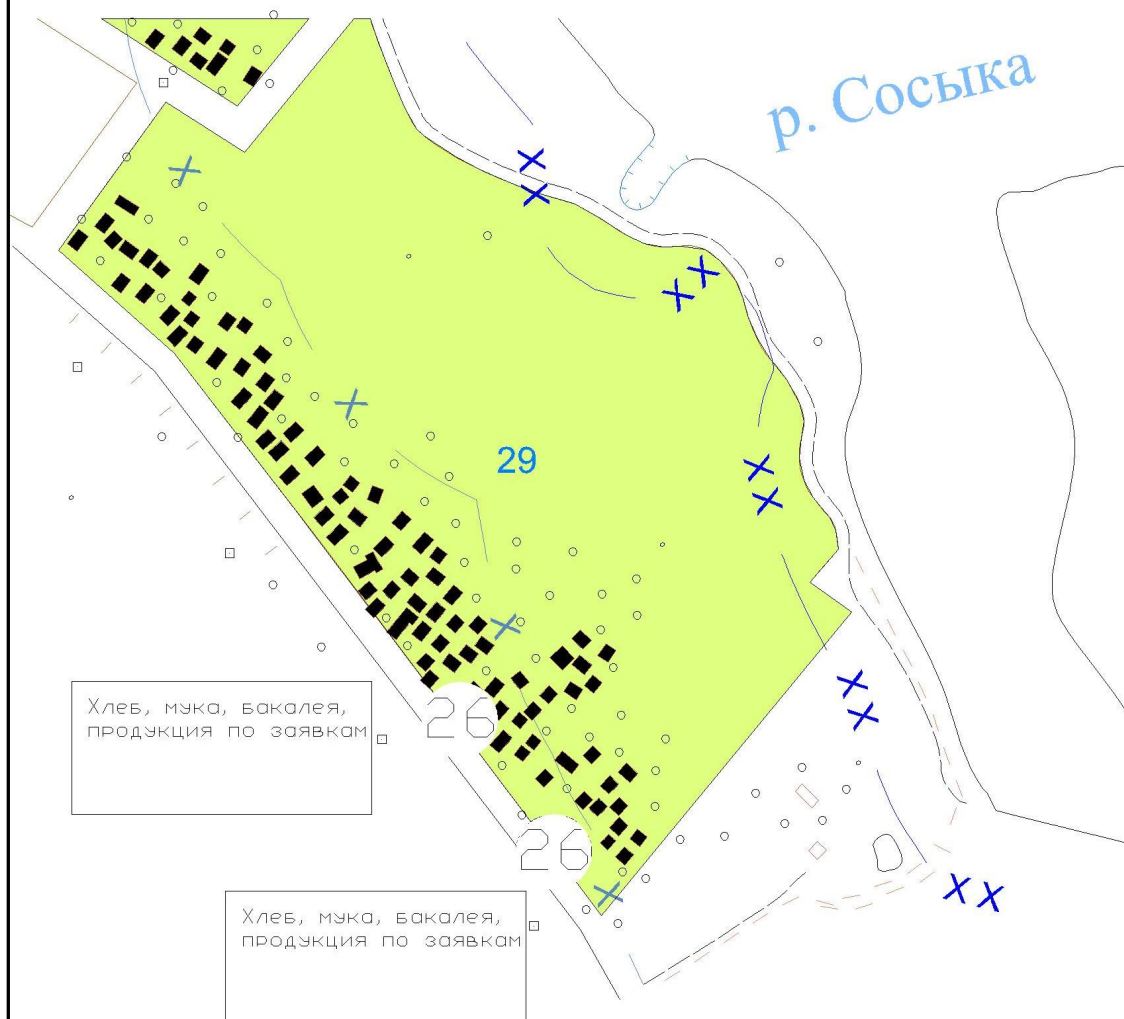 р. Сосыка
29
26
Хлеб, мука, бакалея,
продукция по заявкам
26
Хлеб, мука, бакалея,
продукция по заявкам